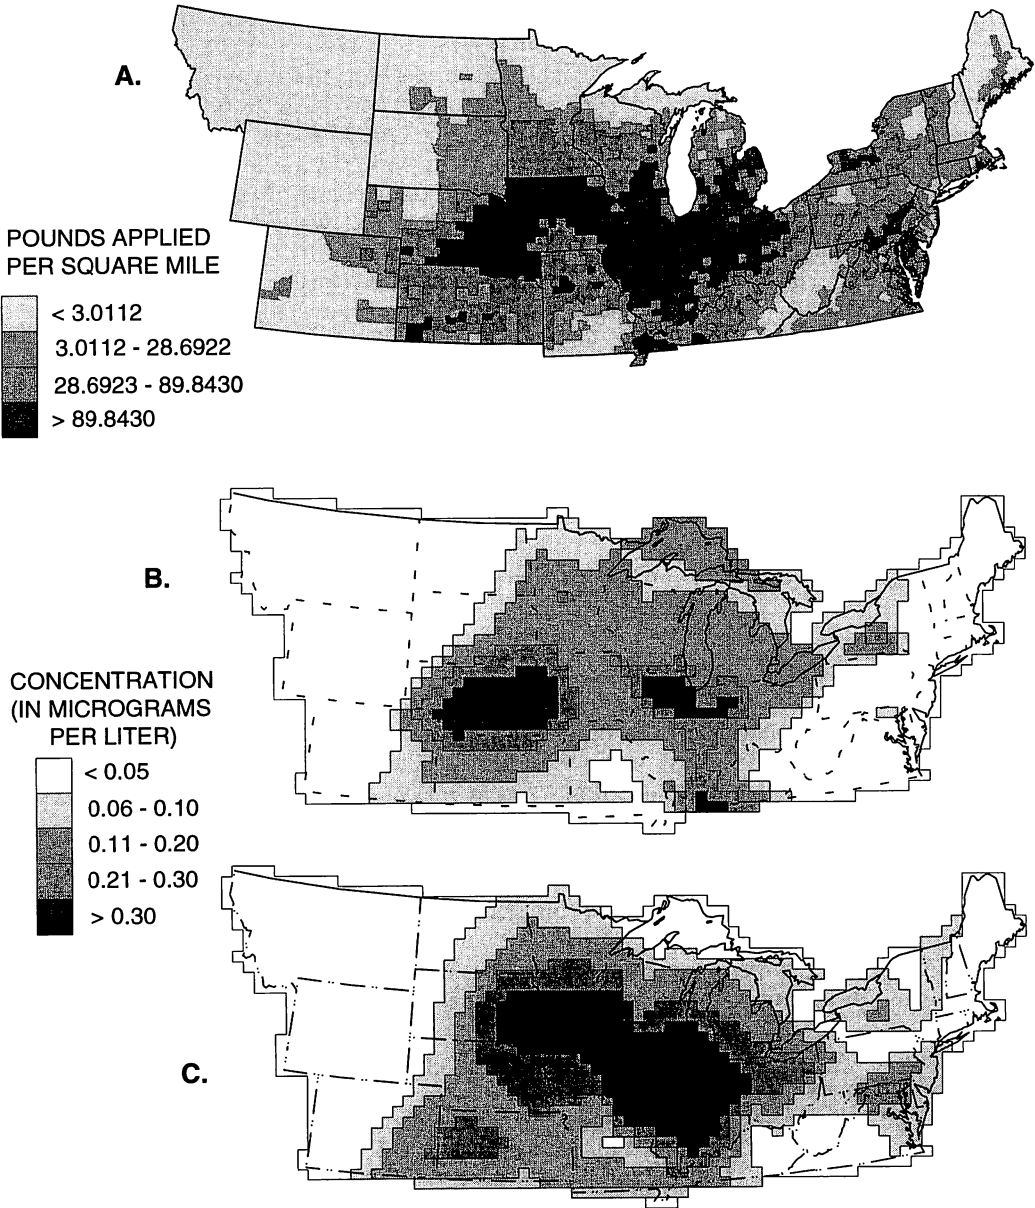 A.
POUNDS APPLIED
PER SQUARE MILE
< 3.0112
3.0112 - 28.6922
28.6923 - 89.8430
> 89.8430
B.
CONCENTRATION
(IN MICROGRAMS
PER LITER)
< 0.05
0.06 - 0.10
0.11 - 0.20
0.21 - 0.30
> 0.30
C.